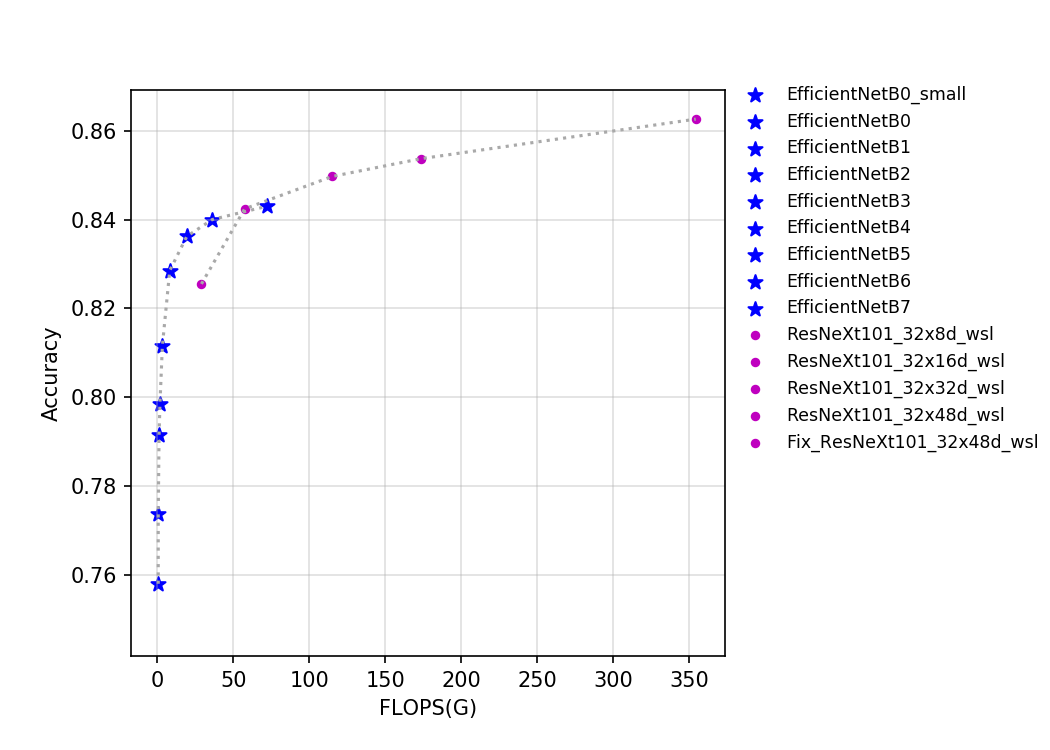 0.86
0.84
0.82
0.80
0.78
0.76
Accuracy
0 50 100 150 200 250 300 350
FLOPS(G)
EfficientNetB0_small
EfficientNetB0
EfficientNetB1
EfficientNetB2
EfficientNetB3
EfficientNetB4
EfficientNetB5
EfficientNetB6
EfficientNetB7
ResNeXt101_32x8d_wsl
ResNeXt101_32x16d_wsl
ResNeXt101_32x32d_wsl
ResNeXt101_32x48d_wsl
Fix_ResNeXt101_32x48d_wsl